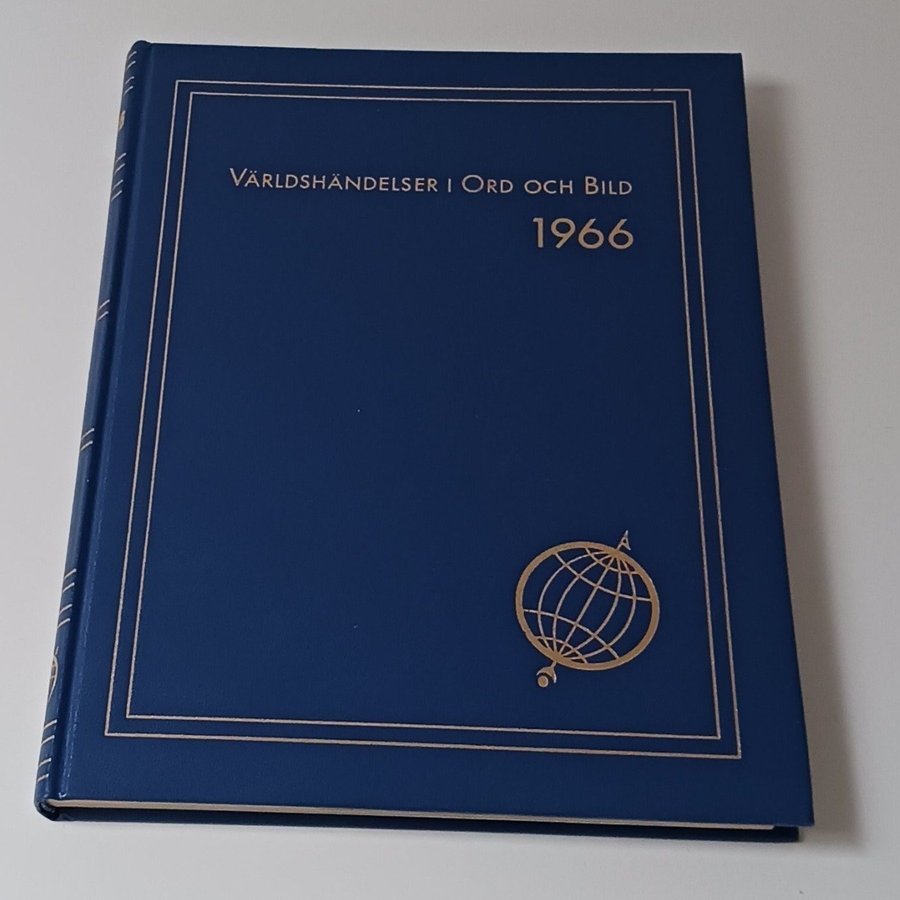 VÄRLDSHÄNDELSER I ORD OCH BILD
1966